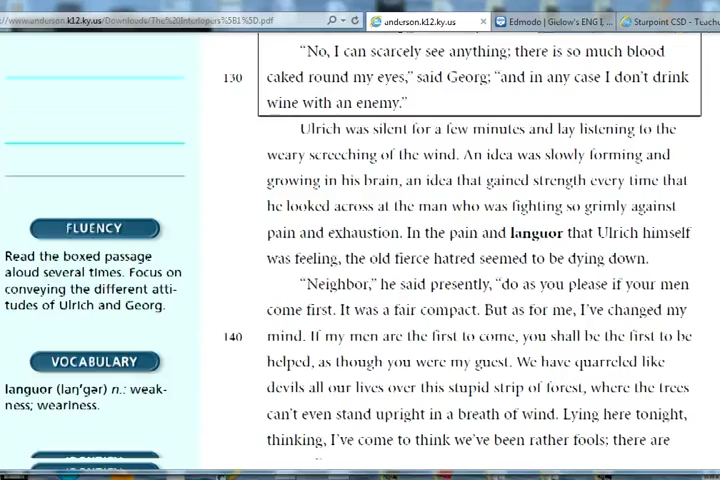 www.anderson.k12.ky.us/Downloads/The%20Interlopers%5B1%5D.pdf
anderson.k12.ky.us
Edmodo | Gielow's ENG I,
Sturpoint CSD - Teach
"No, I can scarcely see anything; there is so much blood
130
caked round my eyes," said Georg; "and in any case I don't drink
wine with an enemy."
Ulrich was silent for a few minutes and lay listening to the
weary screeching of the wind. An idea was slowly forming and
growing in his brain, an idea that gained strength every time that
he looked across at the man who was fighting so grimly against
pain and exhaustion. In the pain and languor that Ulrich himself
was feeling, the old fierce hatred seemed to be dying down.
"Neighbor," he said presently, "do as you please if your men
come first. It was a fair compact. But as for me, I've changed my
140
mind. If my men are the first to come, you shall be the first to be
helped, as though you were my guest. We have quarreled like
devils all our lives over this stupid strip of forest, where the trees
can't even stand upright in a breath of wind. Lying here tonight,
thinking, I've come to think we've been rather fools; there are
FLUENCY
Read the boxed passage
aloud several times. Focus on
conveying the different atti-
tudes of Ulrich and Georg.
VOCABULARY
languor (laŋ′gər) n.: weak-
ness; weariness.